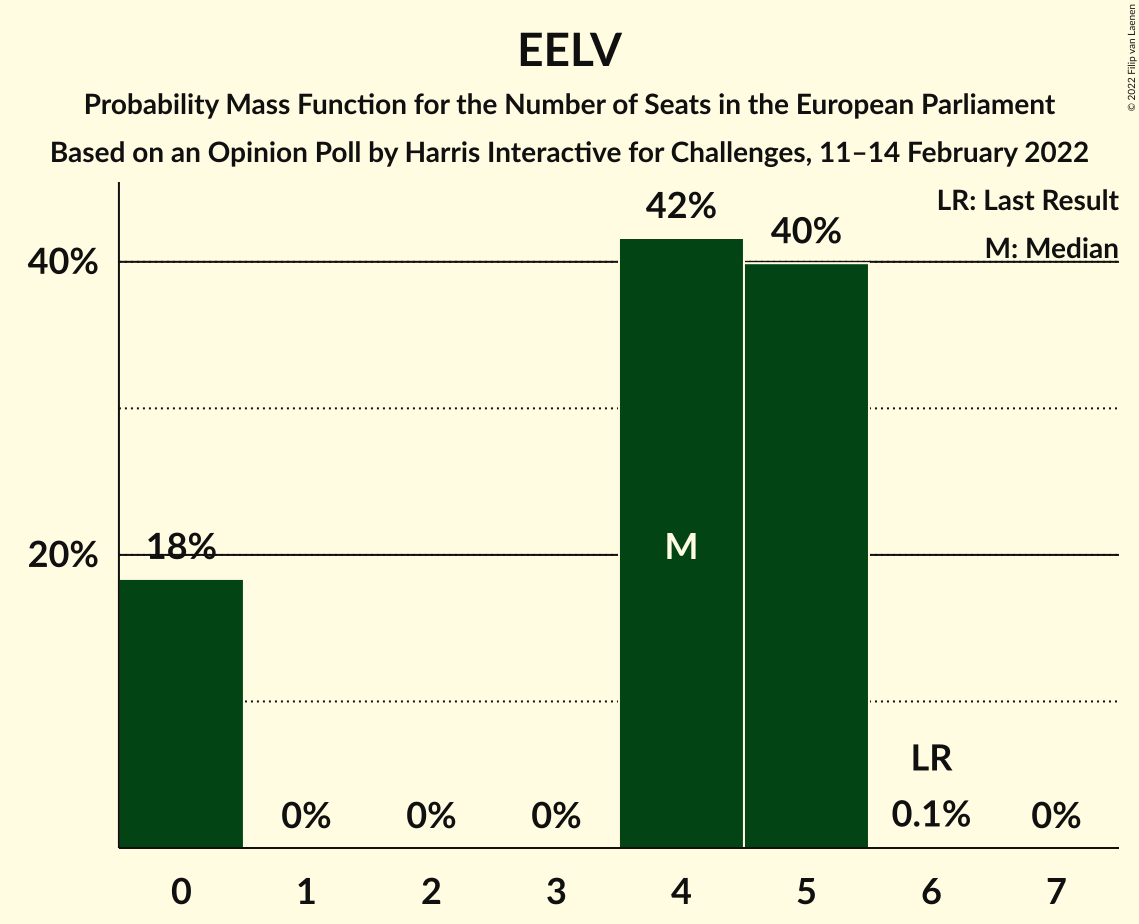 EELV
Probability Mass Function for the Number of Seats in the European Parliament
Based on an Opinion Poll by Harris Interactive for Challenges, 11–14 February 2022
© 2022 Filip van Laenen
LR: Last Result
M: Median
42%
40%
40%
20%
18%
M
LR
0%
0%
0%
0.1%
0%
0
1
2
3
4
5
6
7